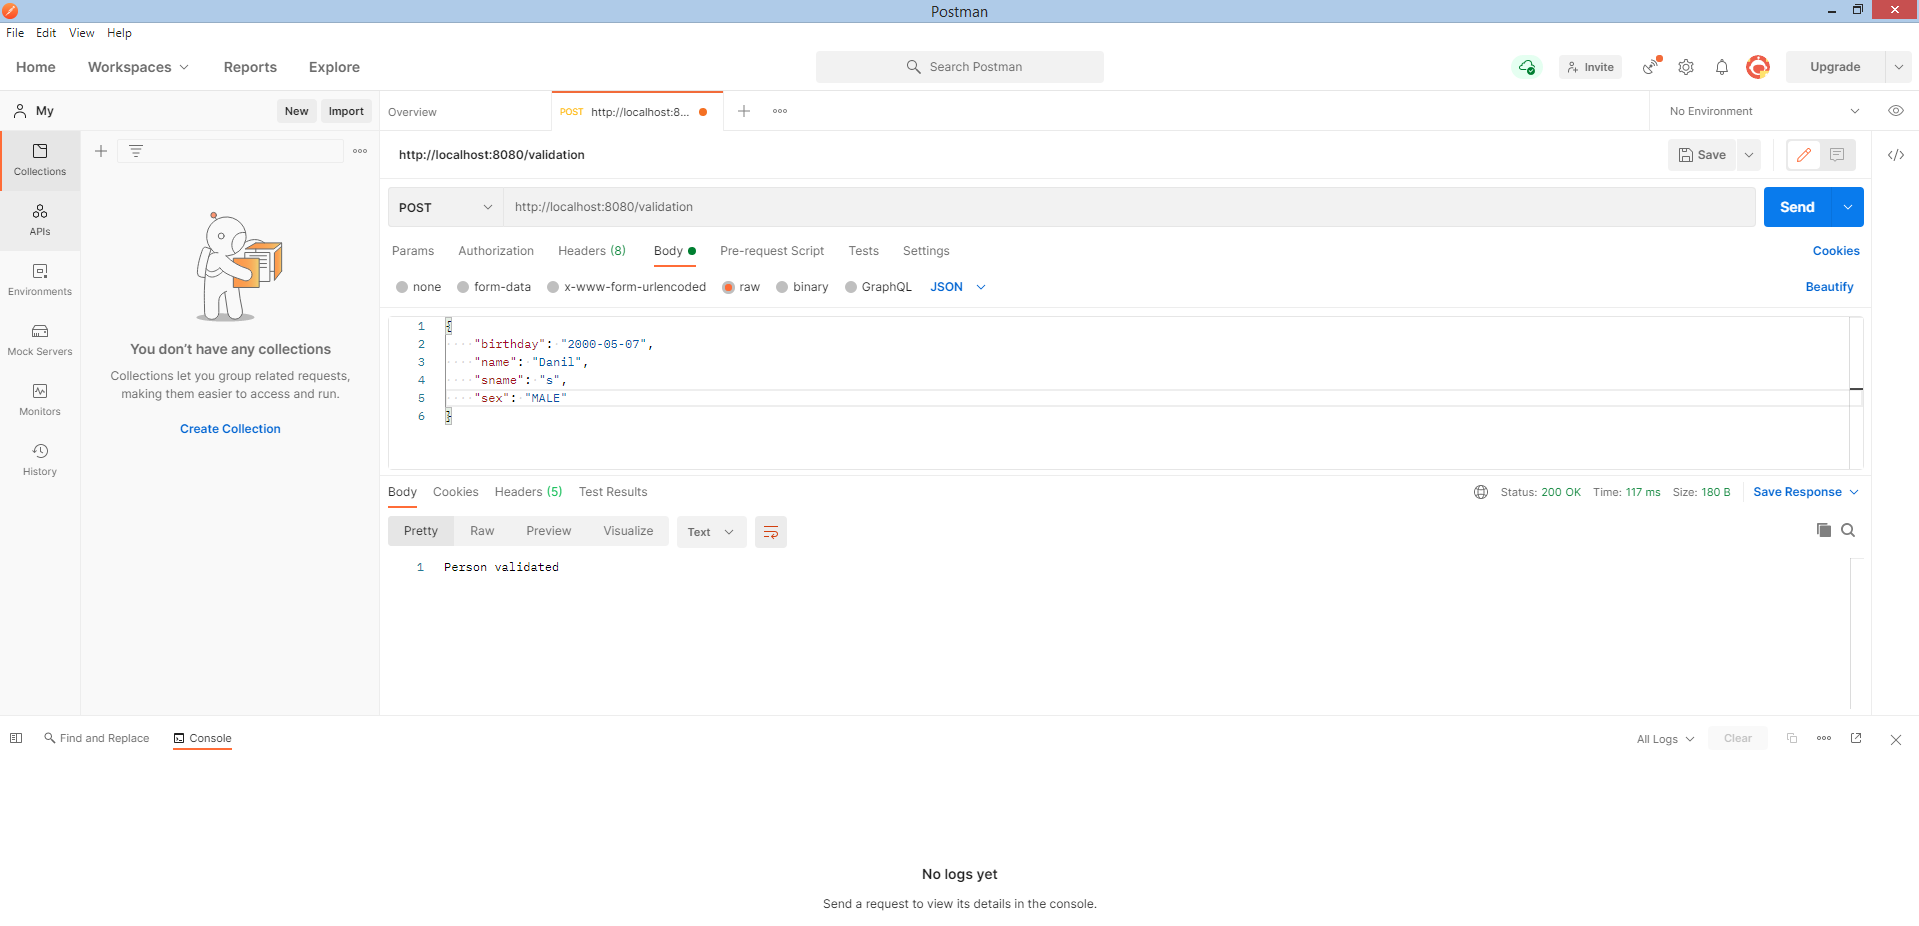 Postman
File Edit View Help
Home Workspaces Reports Explore Search Postman Invite Upgrade
My New Import Overview POST http://localhost:8... No Environment
Collections
APIs
Environments
Mock Servers
Monitors
History
You don't have any collections
Collections let you group related requests,
making them easier to access and run.
Create Collection
http://localhost:8080/validation Save
POST http://localhost:8080/validation Send
Params Authorization Headers (8) Body Pre-request Script Tests Settings Cookies
none form-data x-www-form-urlencoded raw binary GraphQL JSON Beautify
1 {
2 "birthday": "2000-05-07",
3 "name": "Danil",
4 "sname": "s",
5 "sex": "MALE"
6 }
Body Cookies Headers (5) Test Results Status: 200 OK Time: 117 ms Size: 180 B Save Response
Pretty Raw Preview Visualize Text
1 Person validated
Find and Replace Console All Logs Clear
No logs yet
Send a request to view its details in the console.